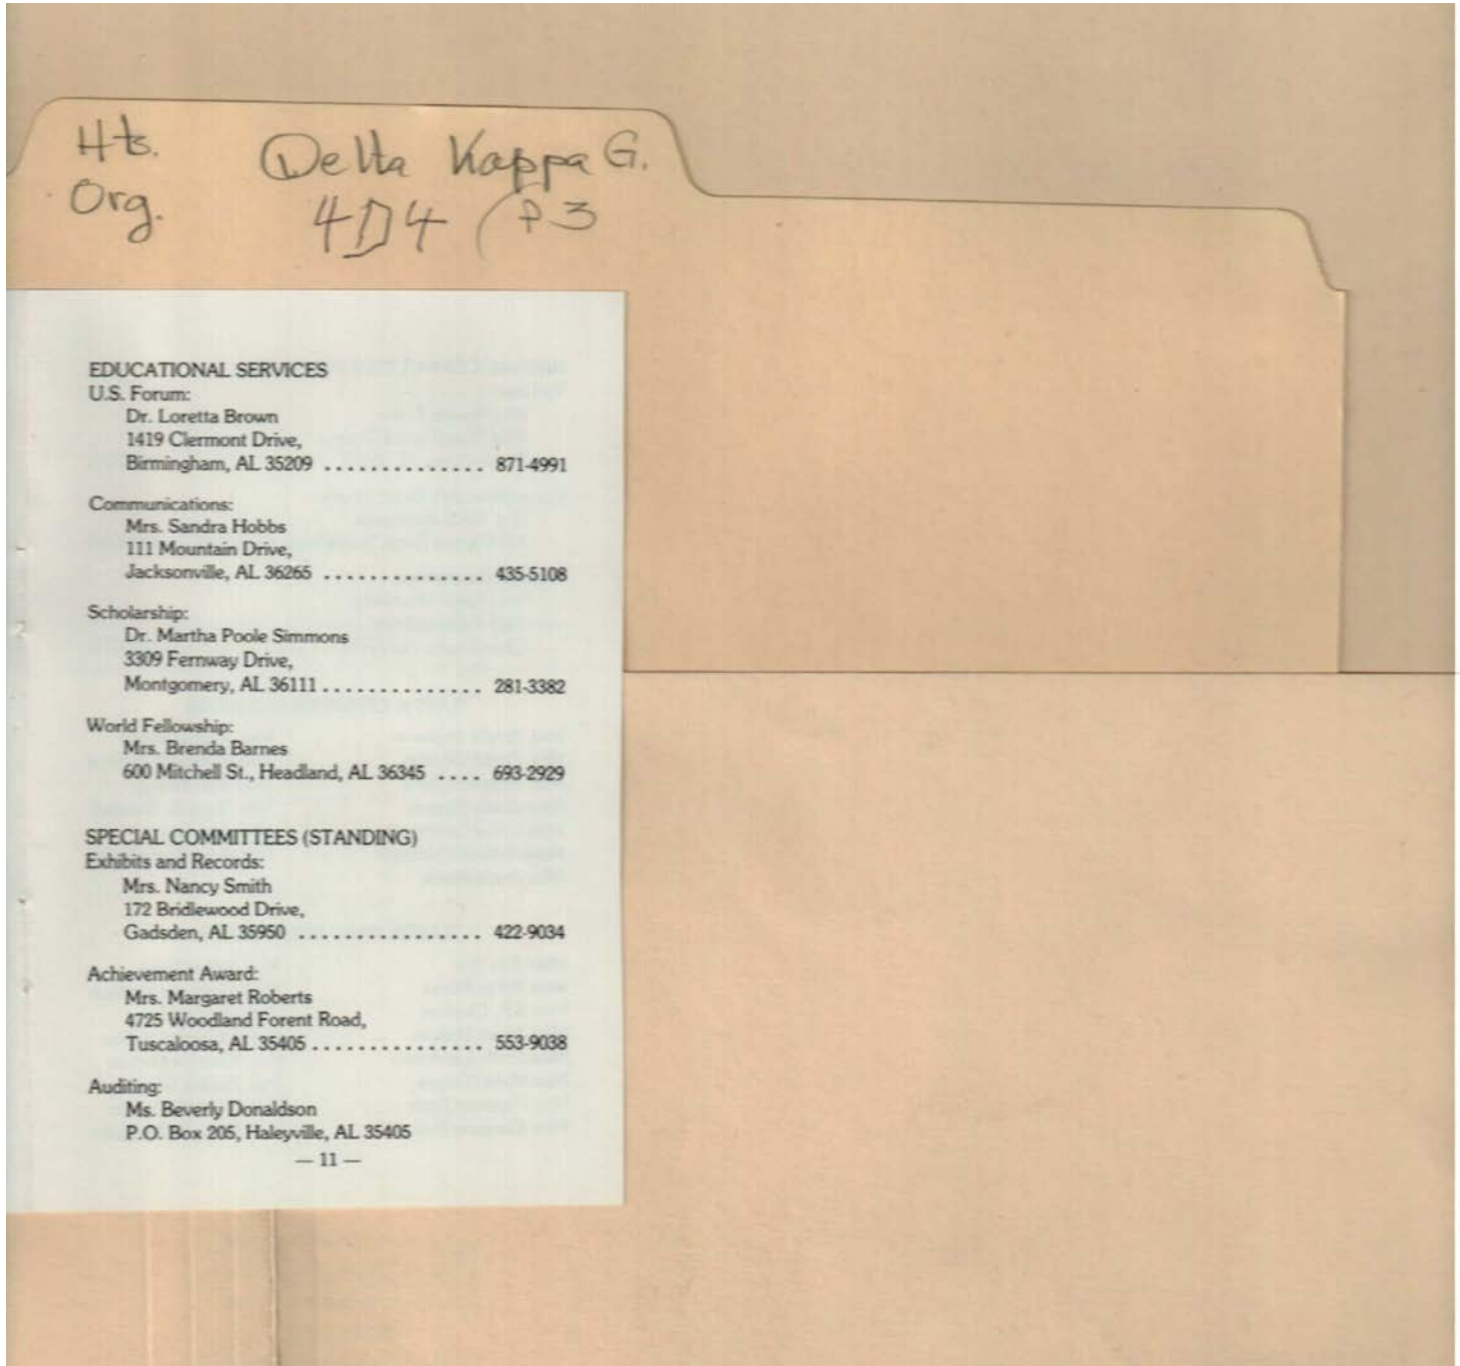 Hts. Delta Kappa G.
Org. 4D4 (P3
EDUCATIONAL SERVICES
U.S. Forum:
Dr. Loretta Brown
1419 Clermont Drive,
Birmingham, AL 35209 .............. 871-4991
Communications:
Mrs. Sandra Hobbs
111 Mountain Drive,
Jacksonville, AL 36265 .............. 435-5108
Scholarship:
Dr. Martha Poole Simmons
3309 Fernway Drive,
Montgomery, AL 36111 .............. 281-3382
World Fellowship:
Mrs. Brenda Barnes
600 Mitchell St., Headland, AL 36345 .... 693-2929
SPECIAL COMMITTEES (STANDING)
Exhibits and Records:
Mrs. Nancy Smith
172 Bridlewood Drive,
Gadsden, AL 35950 ................ 422-9034
Achievement Award:
Mrs. Margaret Roberts
4725 Woodland Forent Road,
Tuscaloosa, AL 35405 ............... 553-9038
Auditing:
Ms. Beverly Donaldson
P.O. Box 205, Haleyville, AL 35405
— 11 —